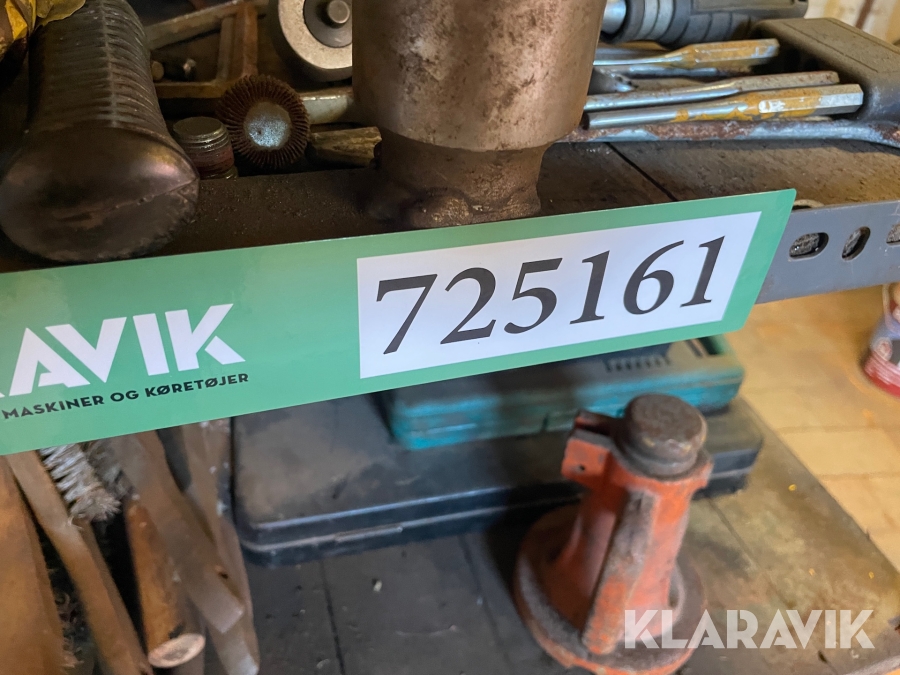 725161
AVIK
MASKINER OG KØRETØJER
KLARAVIK